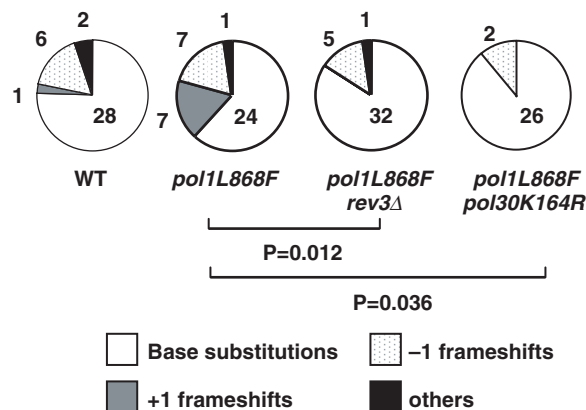 6 2 7 1 5 1 2
1 28 7 24 32 26
WT pol1L868F pol1L868F pol1L868F
rev3Δ pol30K164R
P=0.012
P=0.036
Base substitutions –1 frameshifts
+1 frameshifts others